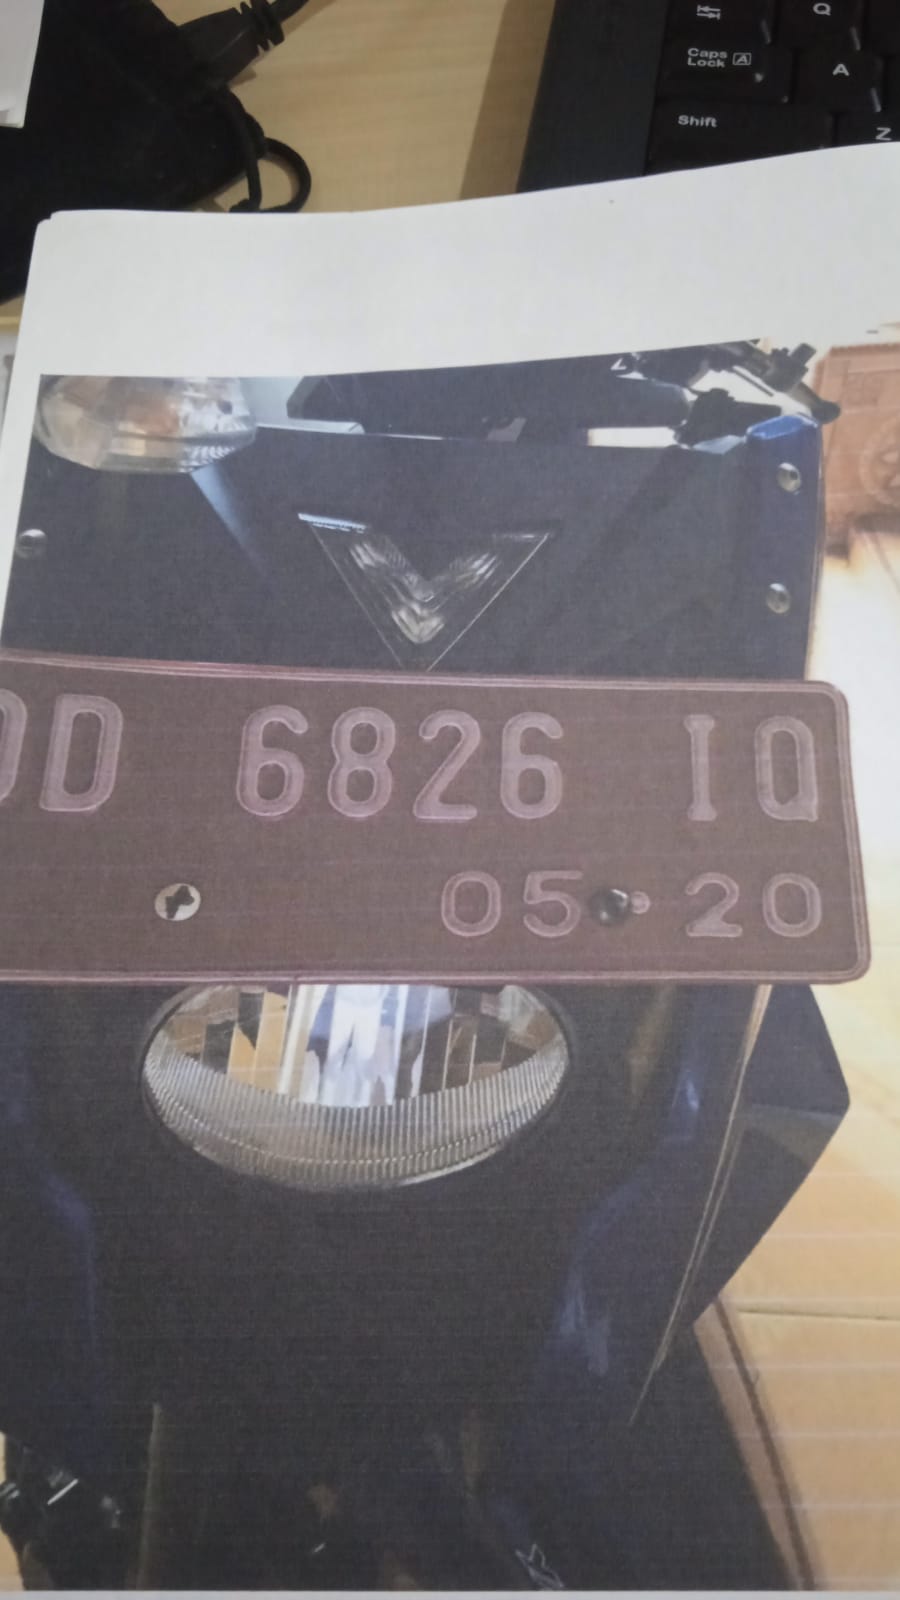 Q
Caps Lock A
A
Shift
Z
DD 6826 IQ
05 20